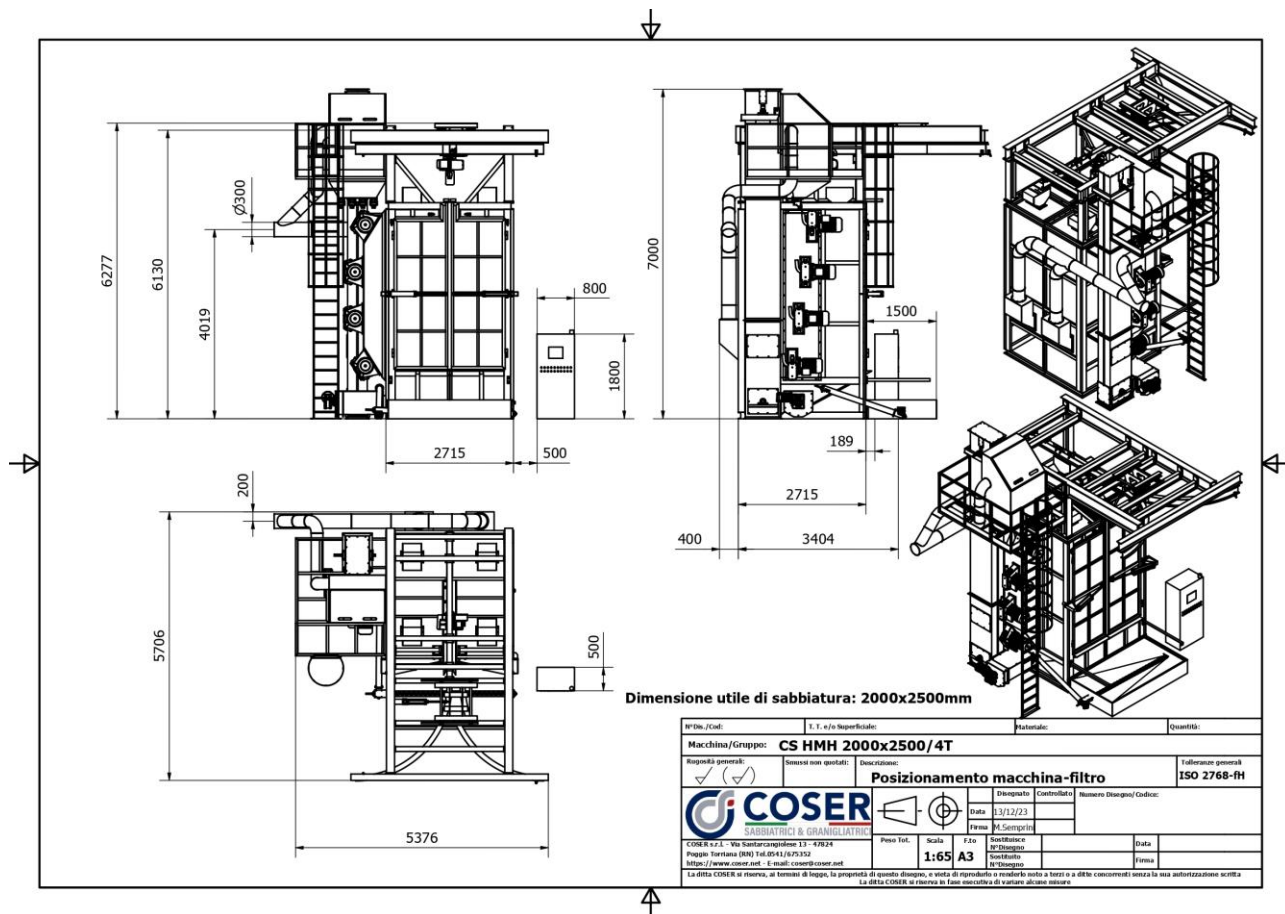 6277
6130
4019
Ø300
800
1800
2715
500
7000
1500
189
2715
400
3404
200
5706
500
5376
Dimensione utile di sabbiatura: 2000x2500mm
N°Dis./Cod: T. T. e/o Superficiale: Materiale: Quantità:
Macchina/Gruppo: CS HMH 2000x2500/4T
Rugosità generali: Smussi non quotati: Descrizione: Tolleranze generali
Posizionamento macchina-filtro ISO 2768-fH
COSER
SABBIATRICI & GRANIGLIATRICI
Disegnato Controllato Numero Disegno/Codice:
Data 13/12/23
Firma M.Semprini
COSER s.r.l. - Via Santarcangiolese 13 - 47824
Poggio Torriana (RN) Tel.0541/675352
https://www.coser.net - E-mail: coser@coser.net
Peso Tot. Scala F.to Sostituisce N°Disegno Data
1:65 A3 Sostituito N°Disegno Firma
La ditta COSER si riserva, ai termini di legge, la proprietà di questo disegno, e vieta di riprodurlo o renderlo noto a terzi o a ditte concorrenti senza la sua autorizzazione scritta
La ditta COSER si riserva in fase esecutiva di variare alcune misure